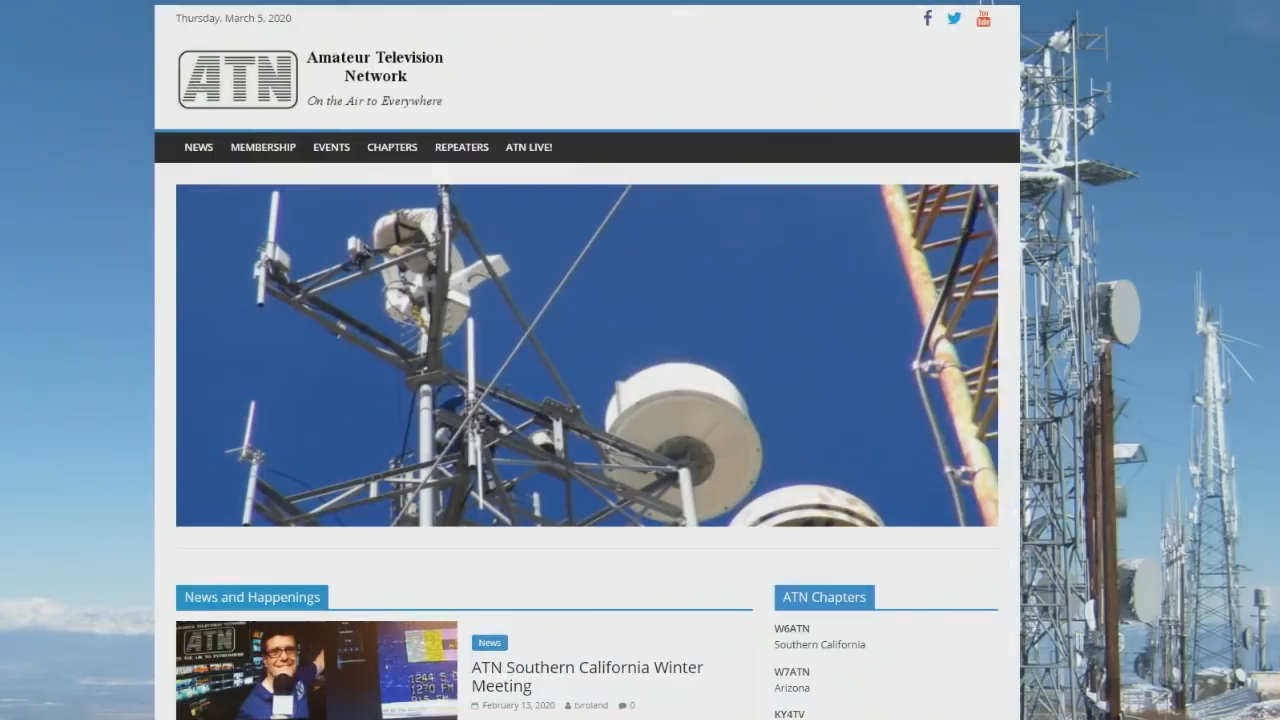 Thursday, March 5, 2020
ATN
Amateur Television
Network
On the Air to Everywhere
NEWS MEMBERSHIP EVENTS CHAPTERS REPEATERS ATN LIVE!
News and Happenings
ATN
News
ATN Southern California Winter
Meeting
February 13, 2020 tvroland 0
ATN Chapters
W6ATN
Southern California
W7ATN
Arizona
KY4TV